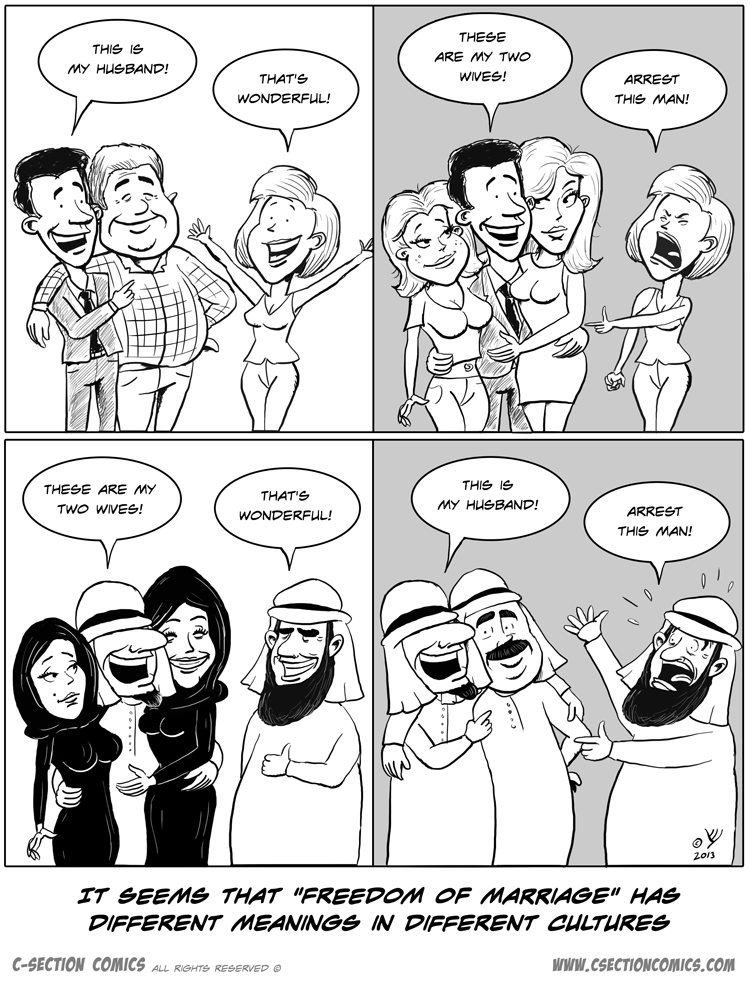 THIS IS
MY HUSBAND!
THAT'S
WONDERFUL!
THESE
ARE MY TWO
WIVES!
ARREST
THIS MAN!
THESE ARE MY
TWO WIVES!
THAT'S
WONDERFUL!
THIS IS
MY HUSBAND!
ARREST
THIS MAN!
©
2013
IT SEEMS THAT "FREEDOM OF MARRIAGE" HAS
DIFFERENT MEANINGS IN DIFFERENT CULTURES
C-SECTION COMICS ALL RIGHTS RESERVED ©
WWW.CSECTIONCOMICS.COM